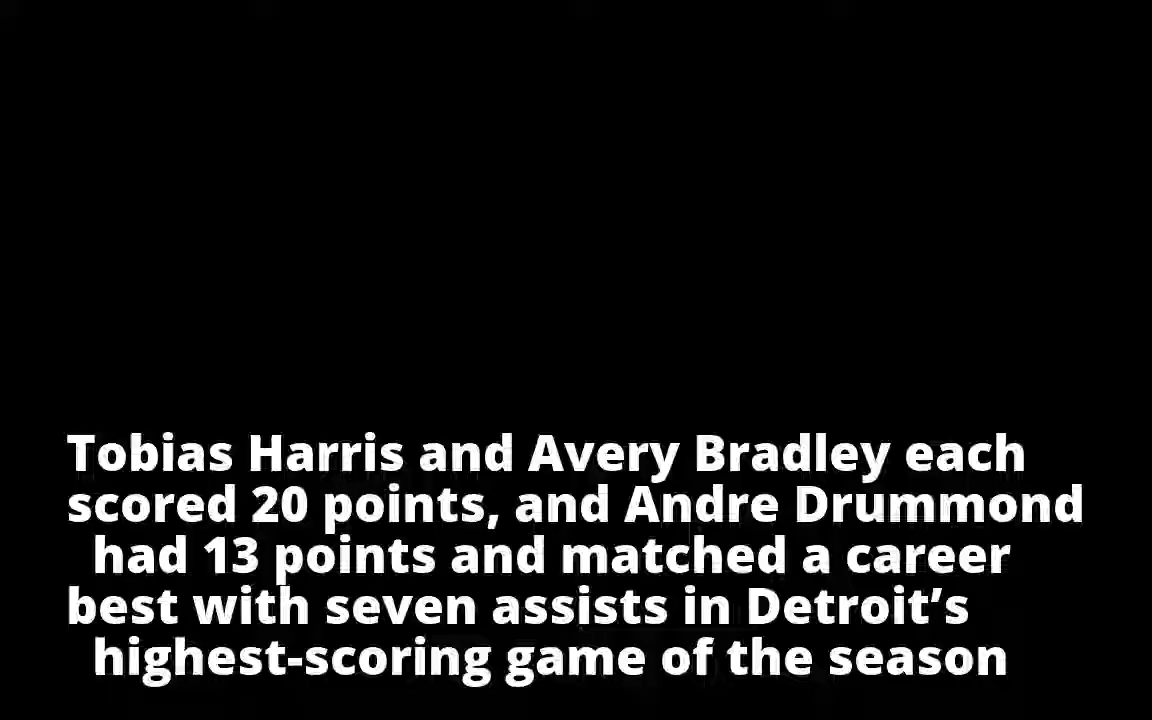 Tobias Harris and Avery Bradley each
scored 20 points, and Andre Drummond
had 13 points and matched a career
best with seven assists in Detroit’s
highest-scoring game of the season